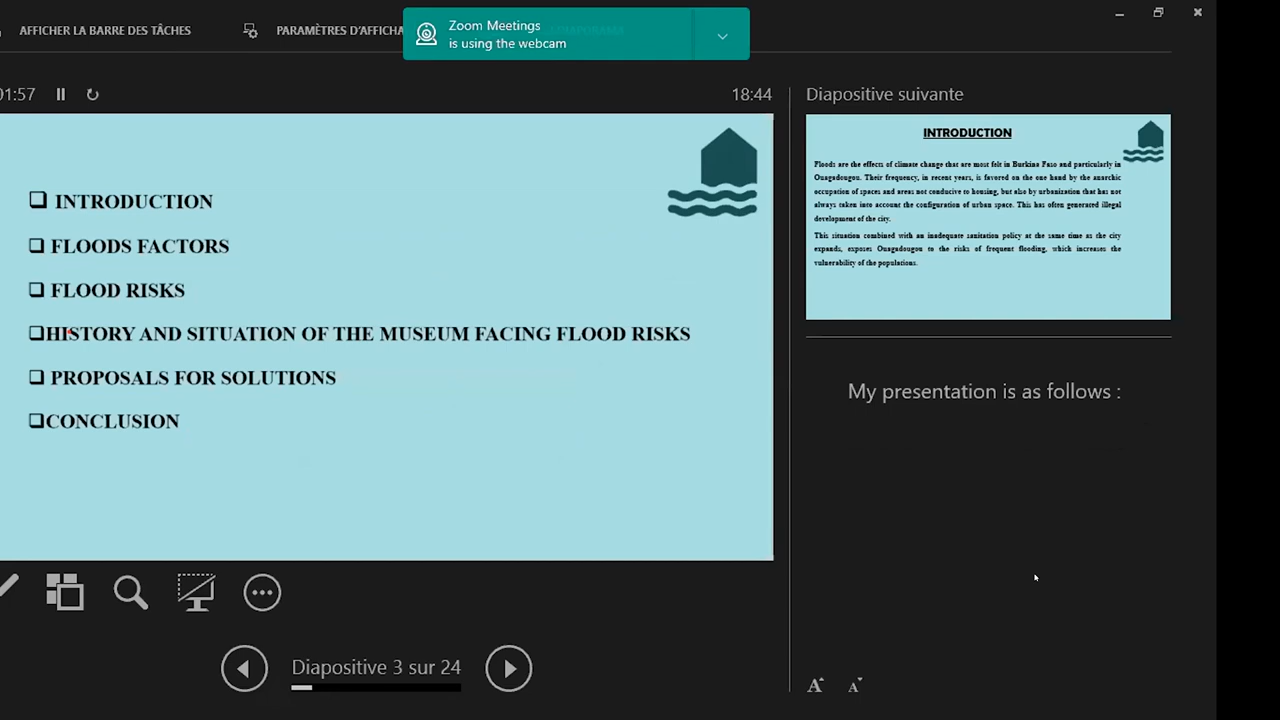 AFFICHER LA BARRE DES TÂCHES
PARAMÈTRES D'AFFICHA
Zoom Meetings
is using the webcam
01:57
18:44
INTRODUCTION
FLOODS FACTORS
FLOOD RISKS
HISTORY AND SITUATION OF THE MUSEUM FACING FLOOD RISKS
PROPOSALS FOR SOLUTIONS
CONCLUSION
Diapositive 3 sur 24
Diapositive suivante
INTRODUCTION
Floods are the effects of climate change that are most felt in Burkina Faso and particularly in
Ouagadougou. Their frequency, in recent years, is favored on the one hand by the anarchic
occupation of spaces and areas not conducive to housing, but also by urbanization that has not
always taken into account the configuration of urban space. This has often generated illegal
development of the city.
This situation combined with an inadequate sanitation policy at the same time as the city
expands, exposes Ouagadougou to the risks of frequent flooding, which increases the
vulnerability of the populations.
My presentation is as follows :
A
A